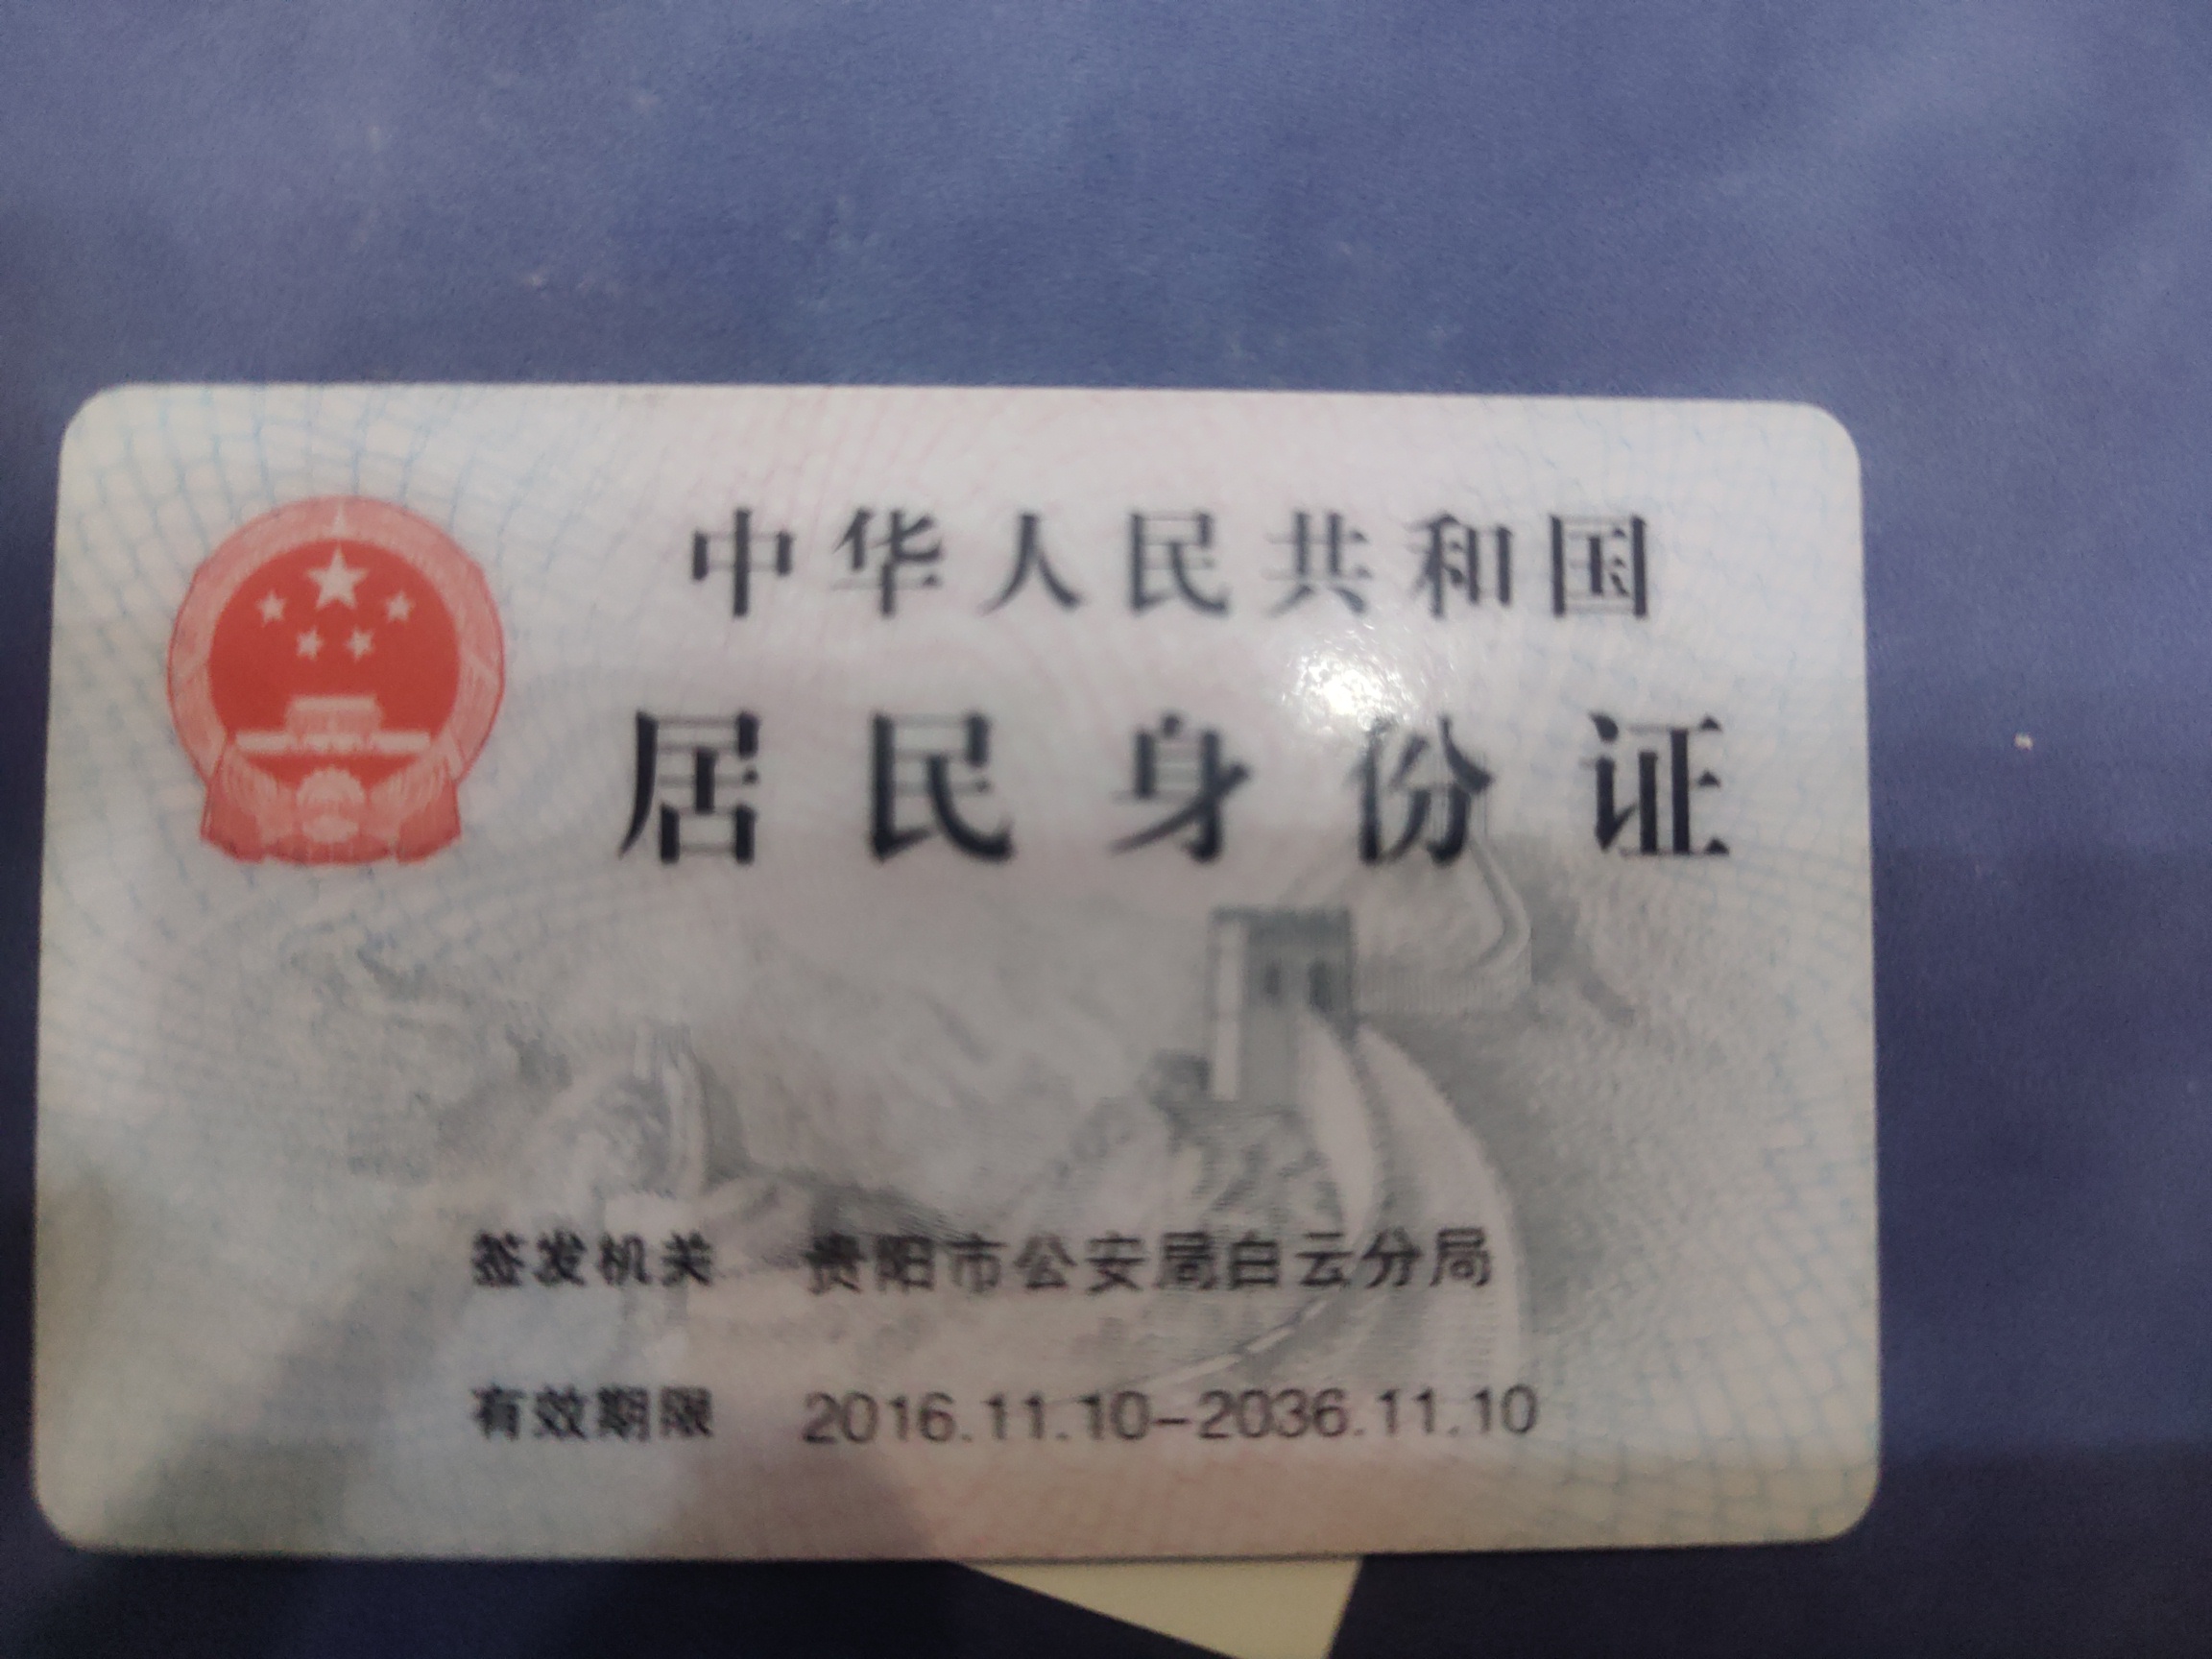 中华人民共和国
居民身份证
签发机关 贵阳市公安局白云分局
有效期限 2016.11.10-2036.11.10